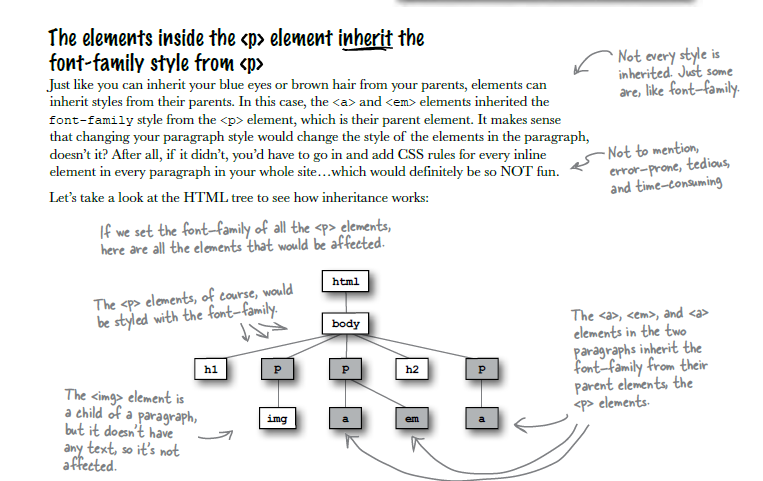 The elements inside the <p> element inherit the
font-family style from <p>
Just like you can inherit your blue eyes or brown hair from your parents, elements can
inherit styles from their parents. In this case, the <a> and <em> elements inherited the
font-family style from the <p> element, which is their parent element. It makes sense
that changing your paragraph style would change the style of the elements in the paragraph,
doesn't it? After all, if it didn't, you'd have to go in and add CSS rules for every inline
element in every paragraph in your whole site…which would definitely be so NOT fun.
Not every style is
inherited. Just some
are, like font-family.
Not to mention,
error-prone, tedious,
and time-consuming
Let's take a look at the HTML tree to see how inheritance works:
If we set the font-family of all the <p> elements,
here are all the elements that would be affected.
html
The <p> elements, of course, would
be styled with the font-family.
body
h1 p p h2 p
img a em a
The <img> element is
a child of a paragraph,
but it doesn't have
any text, so it's not
affected.
The <a>, <em>, and <a>
elements in the two
paragraphs inherit the
font-family from their
parent elements, the
<p> elements.